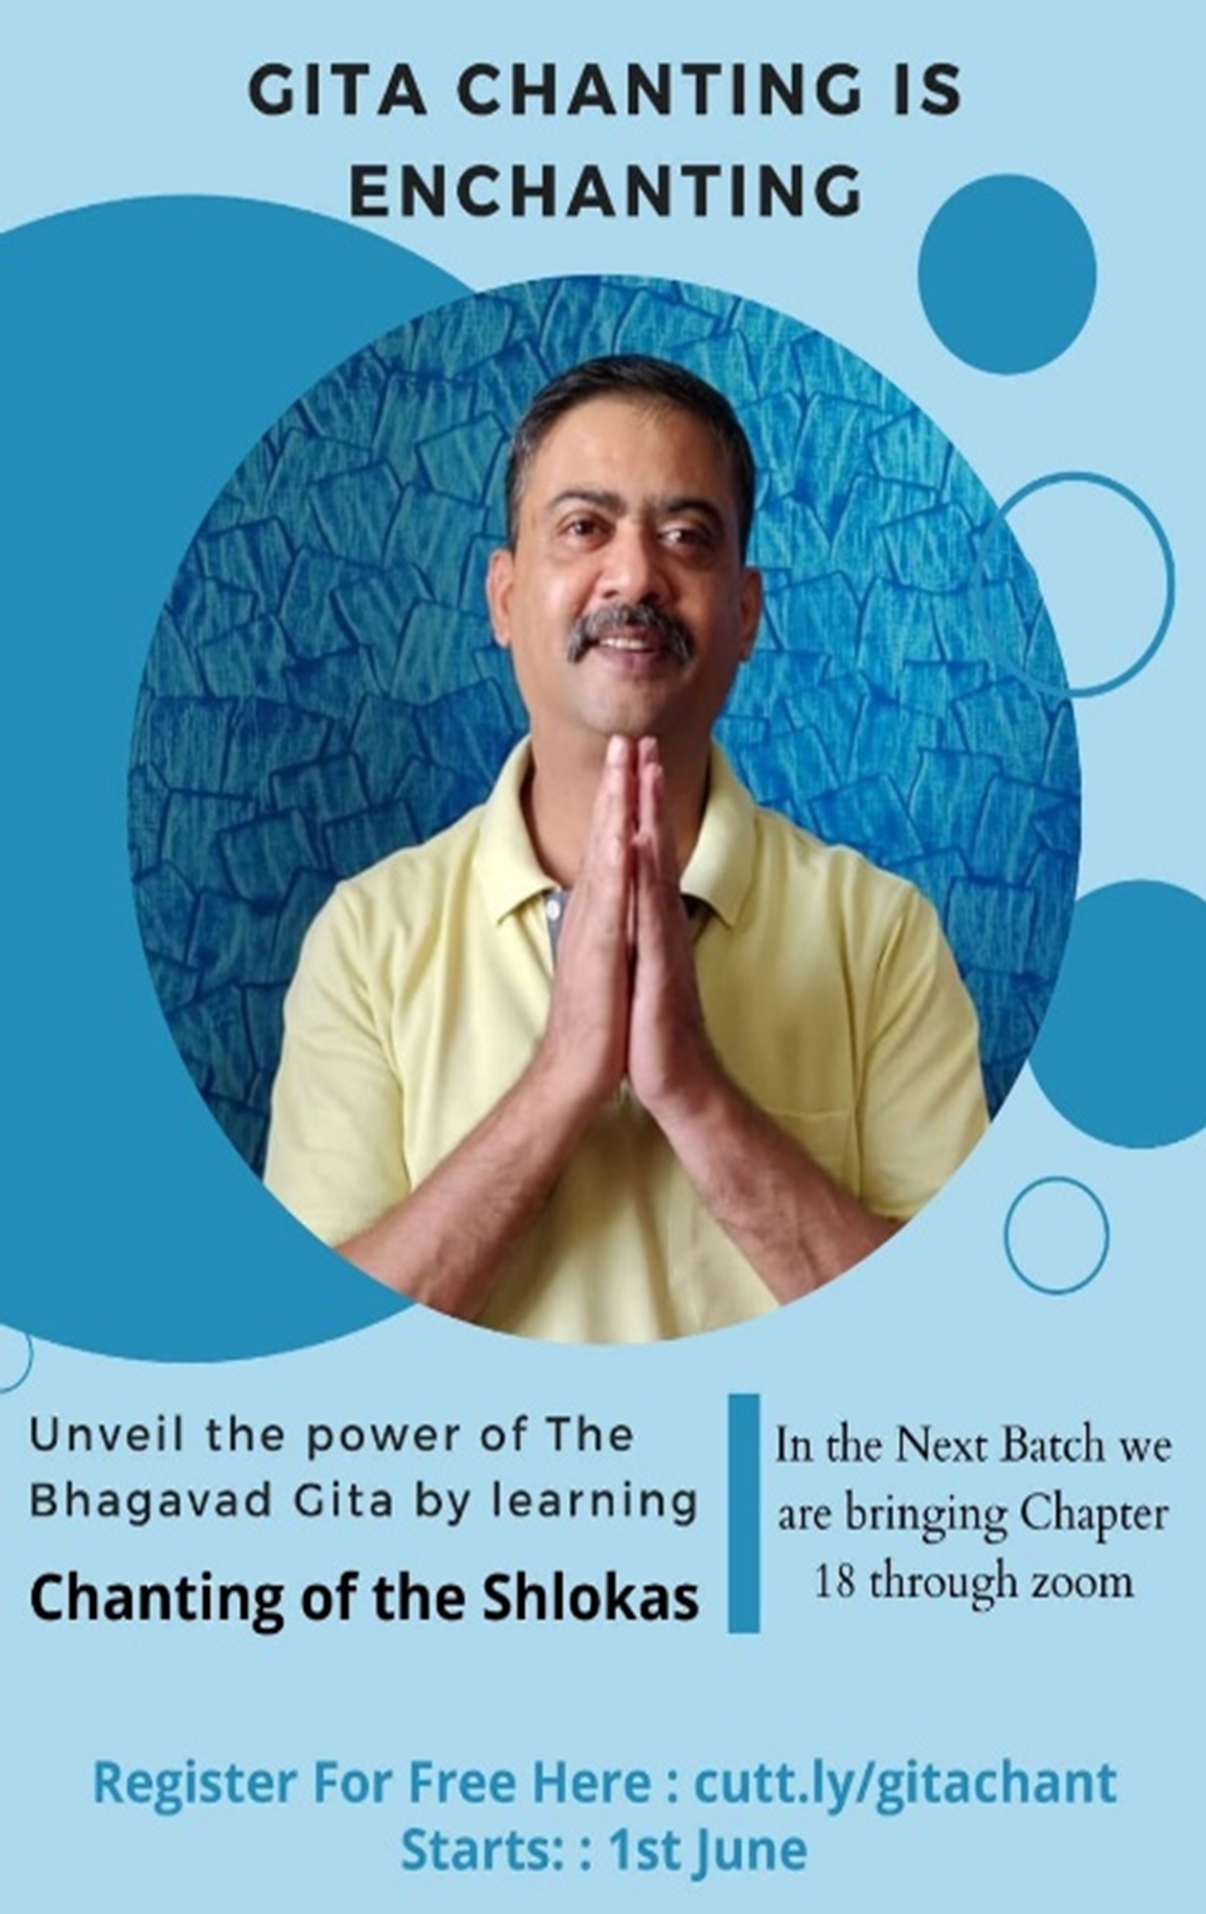 GITA CHANTING IS
ENCHANTING
Unveil the power of The
Bhagavad Gita by learning
Chanting of the Shlokas
In the Next Batch we
are bringing Chapter
18 through zoom
Register For Free Here : cutt.ly/gitachant
Starts: : 1st June